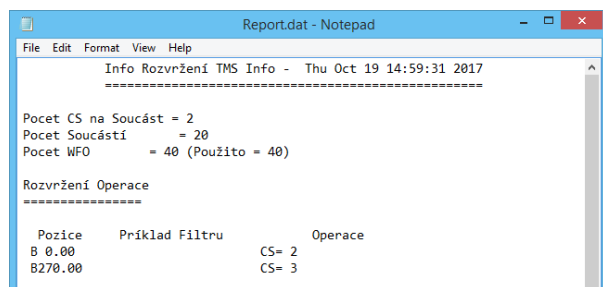 Report.dat - Notepad
File Edit Format View Help
Info Rozvržení TMS Info - Thu Oct 19 14:59:31 2017
===================================================
Pocet CS na Soucást = 2
Pocet Soucástí = 20
Pocet WFO = 40 (Použito = 40)
Rozvržení Operace
================
Pozice Príklad Filtru Operace
B 0.00 CS= 2
B270.00 CS= 3